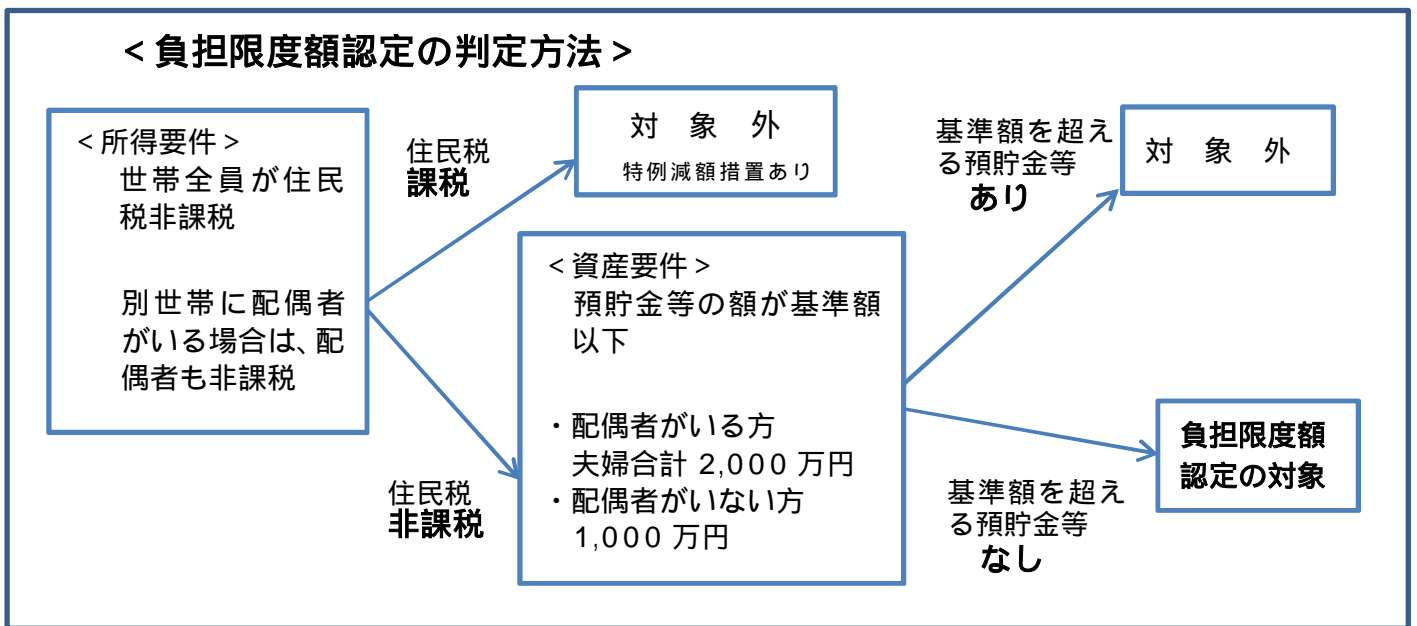 ＜負担限度額認定の判定方法＞
＜所得要件＞
世帯全員が住民
税非課税
別世帯に配偶者
がいる場合は、配
偶者も非課税
住民税
課税
対 象 外
特例減額措置あり
住民税
非課税
＜資産要件＞
預貯金等の額が基準額
以下
・配偶者がいる方
夫婦合計 2,000 万円
・配偶者がいない方
1,000 万円
基準額を超え
る預貯金等
あり
対 象 外
基準額を超え
る預貯金等
なし
負担限度額
認定の対象